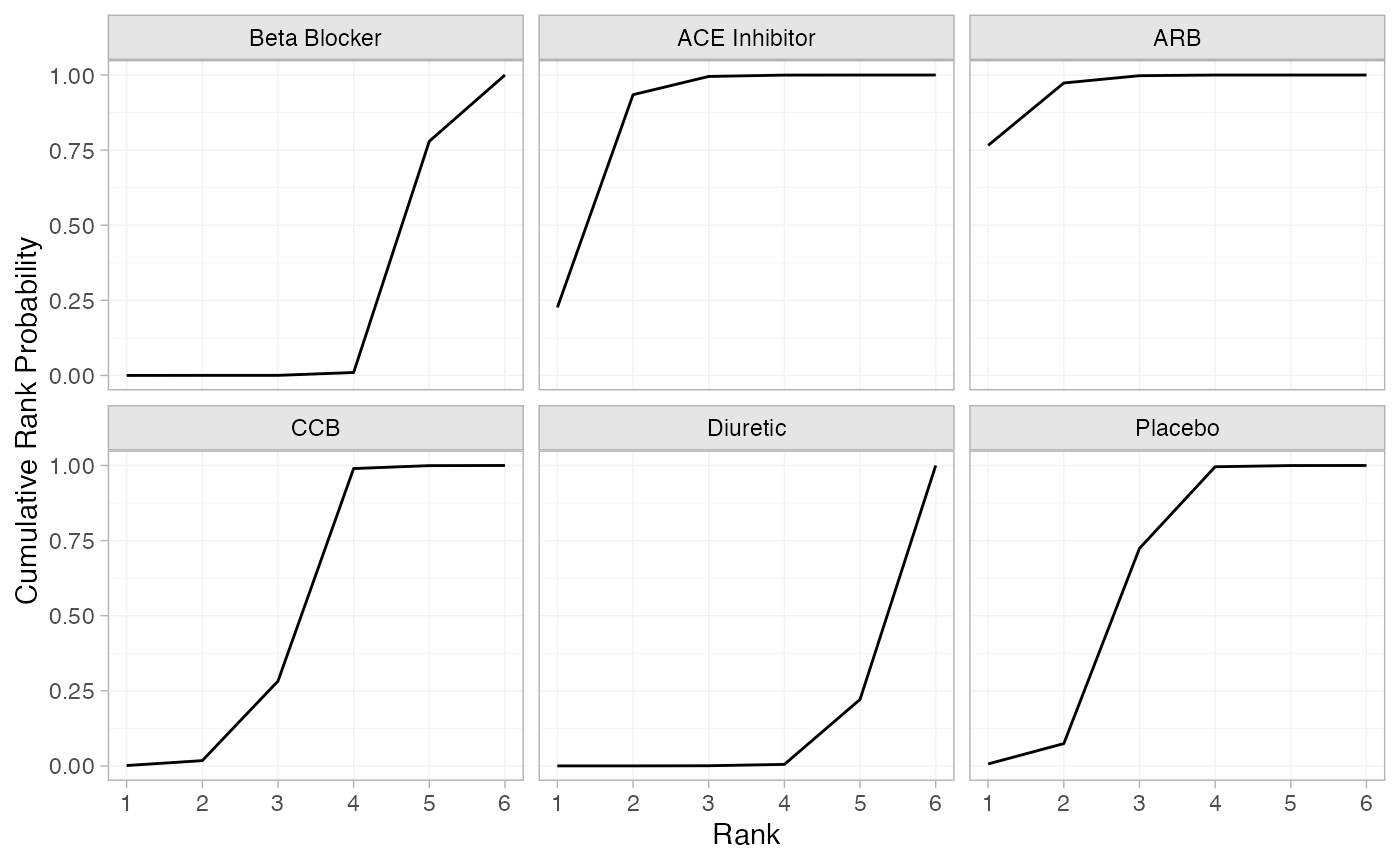 Beta Blocker
ACE Inhibitor
ARB
1.00
0.75
0.50
0.25
0.00
CCB
Diuretic
Placebo
1.00
0.75
0.50
0.25
0.00
1 2 3 4 5 6
1 2 3 4 5 6
1 2 3 4 5 6
Rank
Cumulative Rank Probability